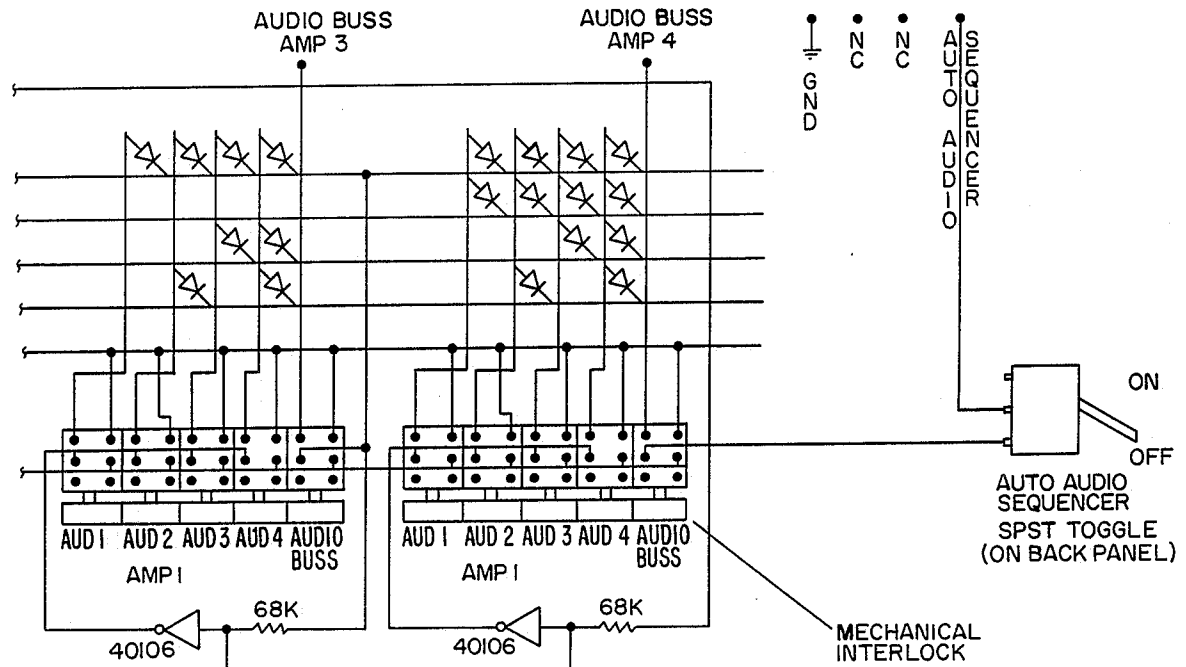 AUDIO BUSS
AMP 3
AUDIO BUSS
AMP 4
GND
NC
NC
AUTO AUDIO
SEQUENCER
ON
OFF
AUTO AUDIO
SEQUENCER
SPST TOGGLE
(ON BACK PANEL)
AUD 1 AUD 2 AUD 3 AUD 4 AUDIO
BUSS
AMP 1
AUD 1 AUD 2 AUD 3 AUD 4 AUDIO
BUSS
AMP 1
68K
40106
68K
40106
MECHANICAL
INTERLOCK